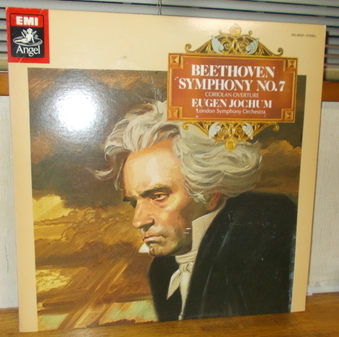 EMI
Angel
BEETHOVEN
SYMPHONY NO.7
CORIOLAN OVERTURE
EUGEN JOCHUM
London Symphony Orchestra